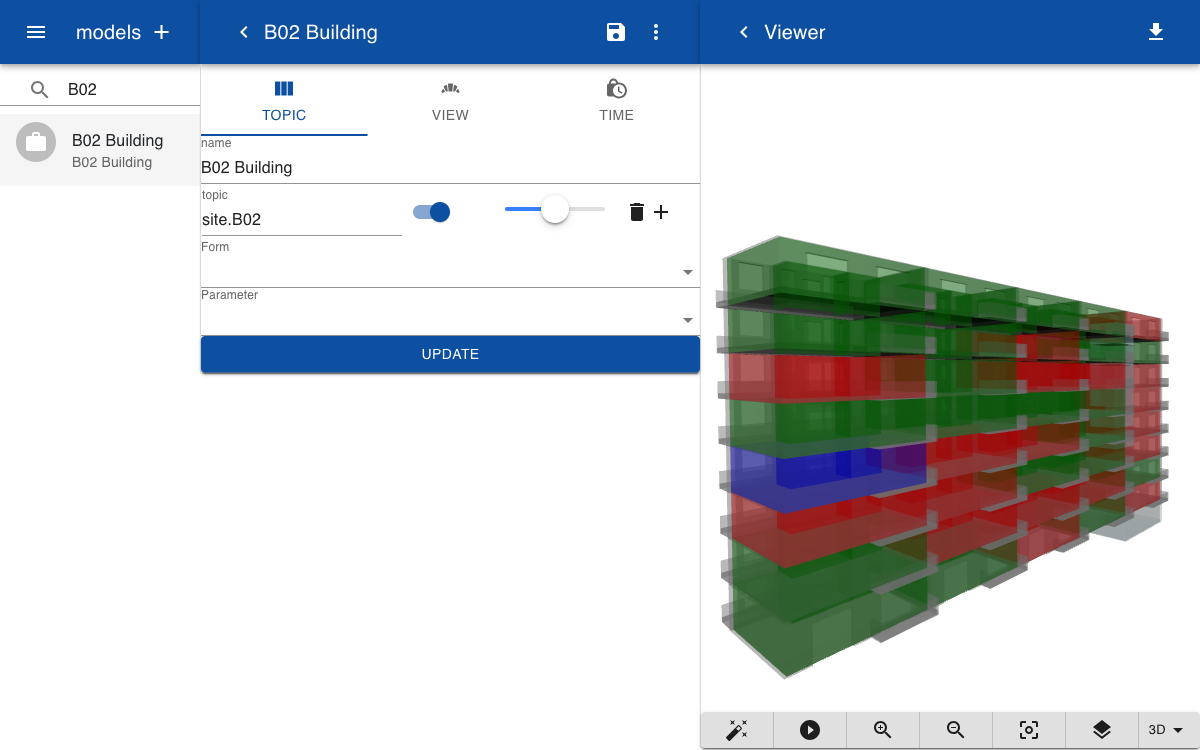 models
B02 Building
Viewer
B02
B02 Building
B02 Building
TOPIC
VIEW
TIME
name
B02 Building
topic
site.B02
Form
Parameter
UPDATE
3D